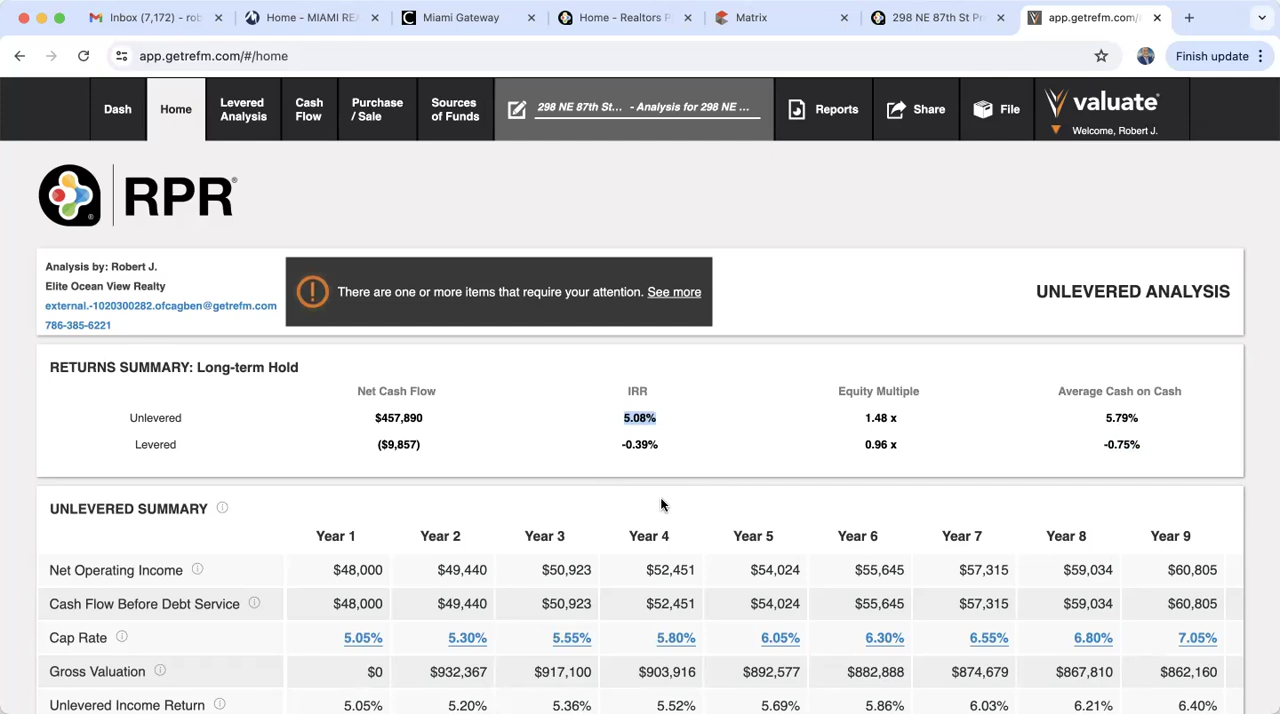 Inbox (7,172) - rob
Home - MIAMI REA
Miami Gateway
Home - Realtors P
Matrix
298 NE 87th St Pr
app.getrefm.com/
app.getrefm.com/#/home
Finish update
Dash
Home
Levered
Analysis
Cash
Flow
Purchase
/ Sale
Sources
of Funds
298 NE 87th St... - Analysis for 298 NE ...
Reports
Share
File
valuate®
Welcome, Robert J.
RPR®
Analysis by: Robert J.
Elite Ocean View Realty
external.-1020300282.ofcagben@getrefm.com
786-385-6221
There are one or more items that require your attention. See more
UNLEVERED ANALYSIS
RETURNS SUMMARY: Long-term Hold
Net Cash Flow IRR Equity Multiple Average Cash on Cash
Unlevered $457,890 5.08% 1.48 x 5.79%
Levered ($9,857) -0.39% 0.96 x -0.75%
UNLEVERED SUMMARY
Year 1 Year 2 Year 3 Year 4 Year 5 Year 6 Year 7 Year 8 Year 9
Net Operating Income $48,000 $49,440 $50,923 $52,451 $54,024 $55,645 $57,315 $59,034 $60,805
Cash Flow Before Debt Service $48,000 $49,440 $50,923 $52,451 $54,024 $55,645 $57,315 $59,034 $60,805
Cap Rate 5.05% 5.30% 5.55% 5.80% 6.05% 6.30% 6.55% 6.80% 7.05%
Gross Valuation $0 $932,367 $917,100 $903,916 $892,577 $882,888 $874,679 $867,810 $862,160
Unlevered Income Return 5.05% 5.20% 5.36% 5.52% 5.69% 5.86% 6.03% 6.21% 6.40%